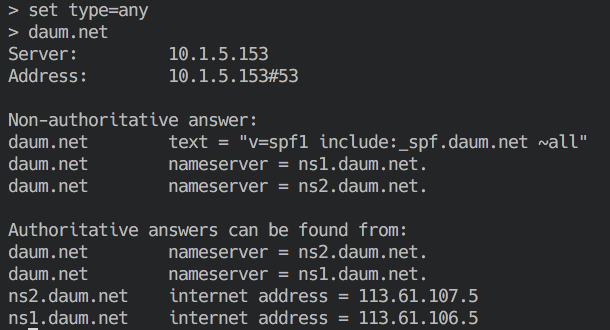 > set type=any
> daum.net
Server:         10.1.5.153
Address:        10.1.5.153#53
Non-authoritative answer:
daum.net        text = "v=spf1 include:_spf.daum.net ~all"
daum.net        nameserver = ns1.daum.net.
daum.net        nameserver = ns2.daum.net.
Authoritative answers can be found from:
daum.net        nameserver = ns2.daum.net.
daum.net        nameserver = ns1.daum.net.
ns2.daum.net    internet address = 113.61.107.5
ns1.daum.net    internet address = 113.61.106.5